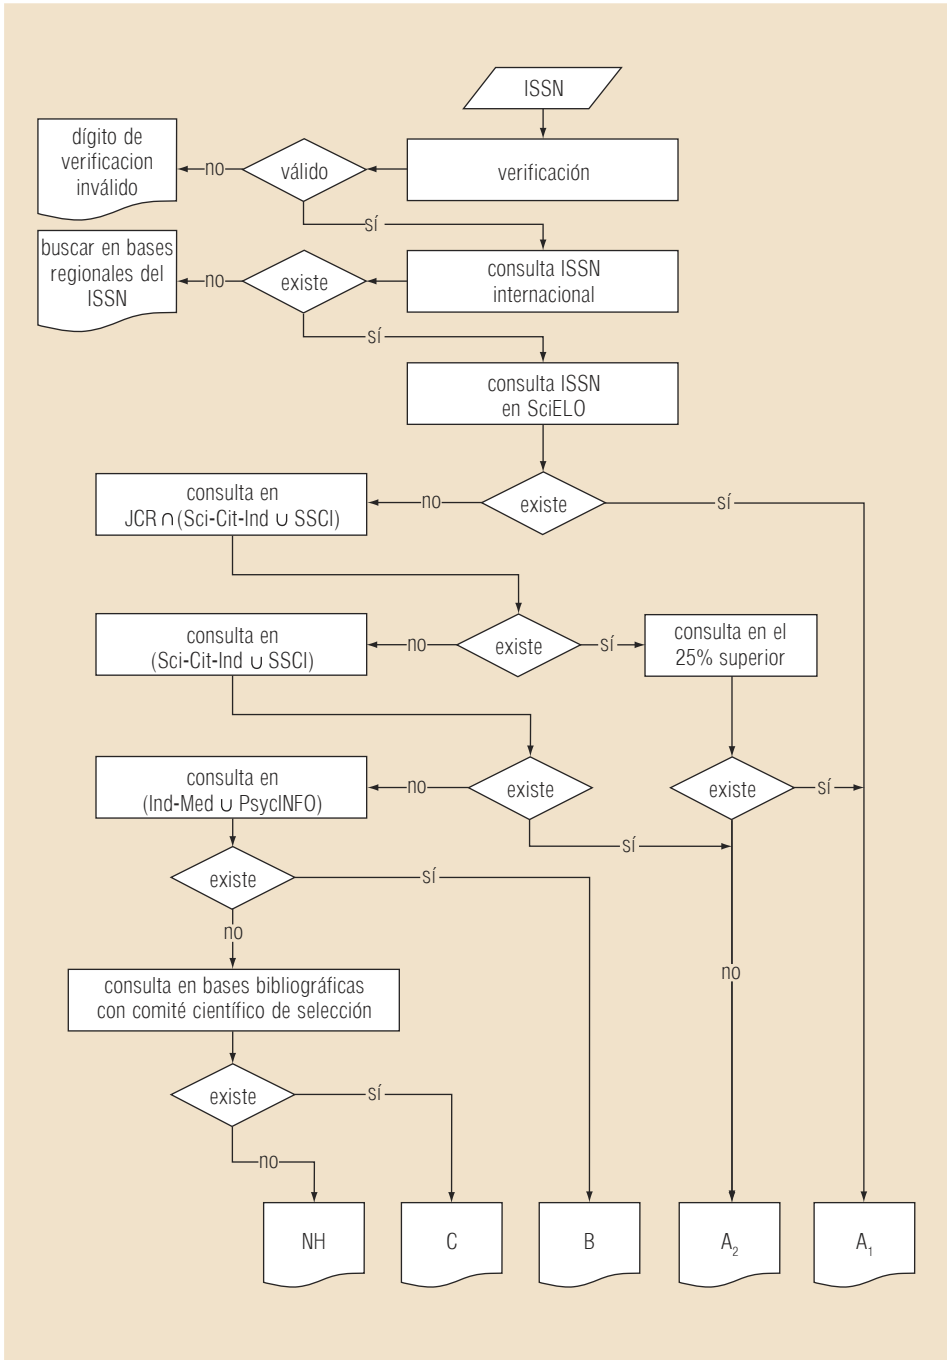 ISSN
dígito de
verificacion
inválido
no
válido
verificación
sí
buscar en bases
regionales del
ISSN
no
existe
consulta ISSN
internacional
sí
consulta ISSN
en SciELO
consulta en
JCR ∩ (Sci-Cit-Ind ∪ SSCI)
no
existe
sí
consulta en
(Sci-Cit-Ind ∪ SSCI)
no
existe
sí
consulta en el
25% superior
consulta en
(Ind-Med ∪ PsycINFO)
no
existe
existe
sí
sí
existe
sí
no
no
consulta en bases bibliográficas
con comité científico de selección
existe
sí
no
NH
C
B
A₂
A₁